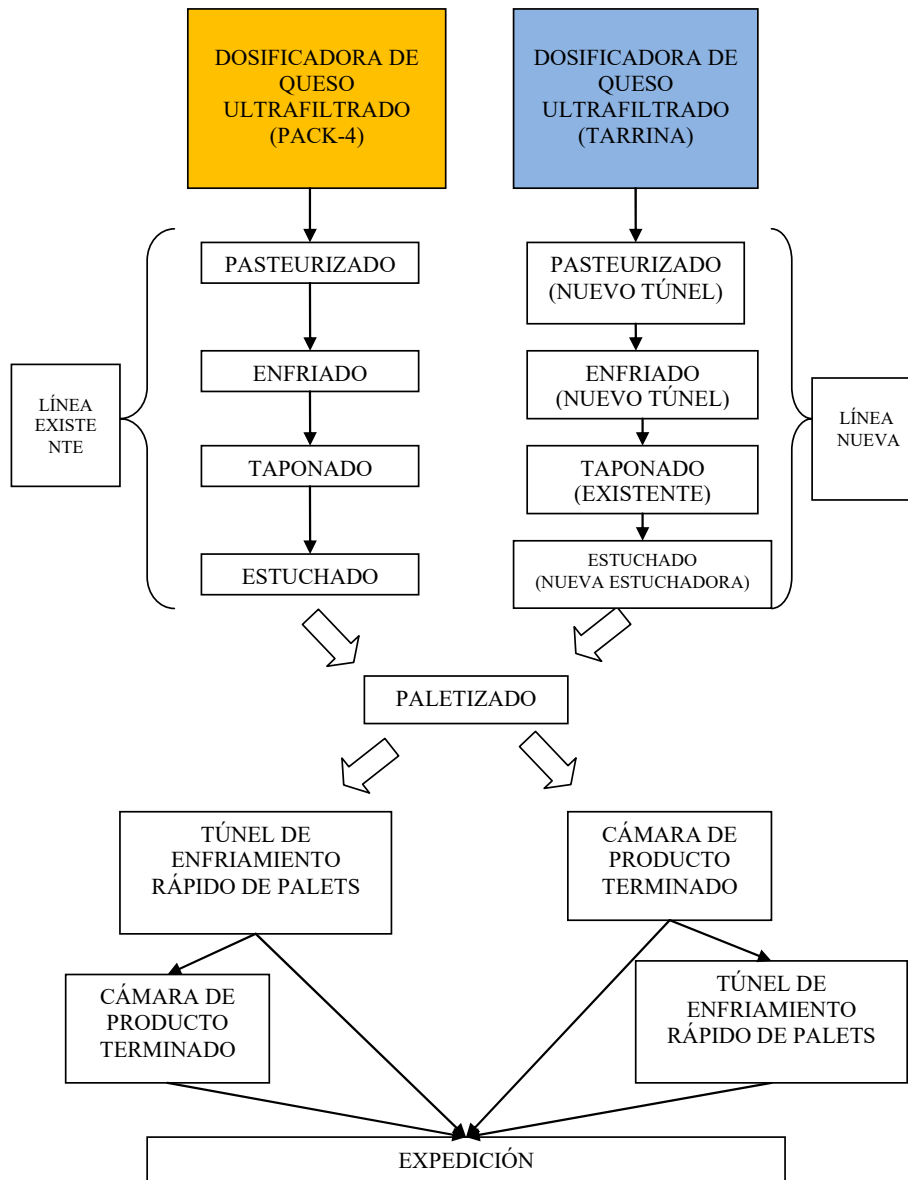 DOSIFICADORA DE
QUESO
ULTRAFILTRADO
(PACK-4)
DOSIFICADORA DE
QUESO
ULTRAFILTRADO
(TARRINA)
PASTEURIZADO
PASTEURIZADO
(NUEVO TÚNEL)
ENFRIADO
ENFRIADO
(NUEVO TÚNEL)
LÍNEA
EXISTE
NTE
LÍNEA
NUEVA
TAPONADO
TAPONADO
(EXISTENTE)
ESTUCHADO
ESTUCHADO
(NUEVA ESTUCHADORA)
PALETIZADO
TÚNEL DE
ENFRIAMIENTO
RÁPIDO DE PALETS
CÁMARA DE
PRODUCTO
TERMINADO
CÁMARA DE
PRODUCTO
TERMINADO
TÚNEL DE
ENFRIAMIENTO
RÁPIDO DE PALETS
EXPEDICIÓN